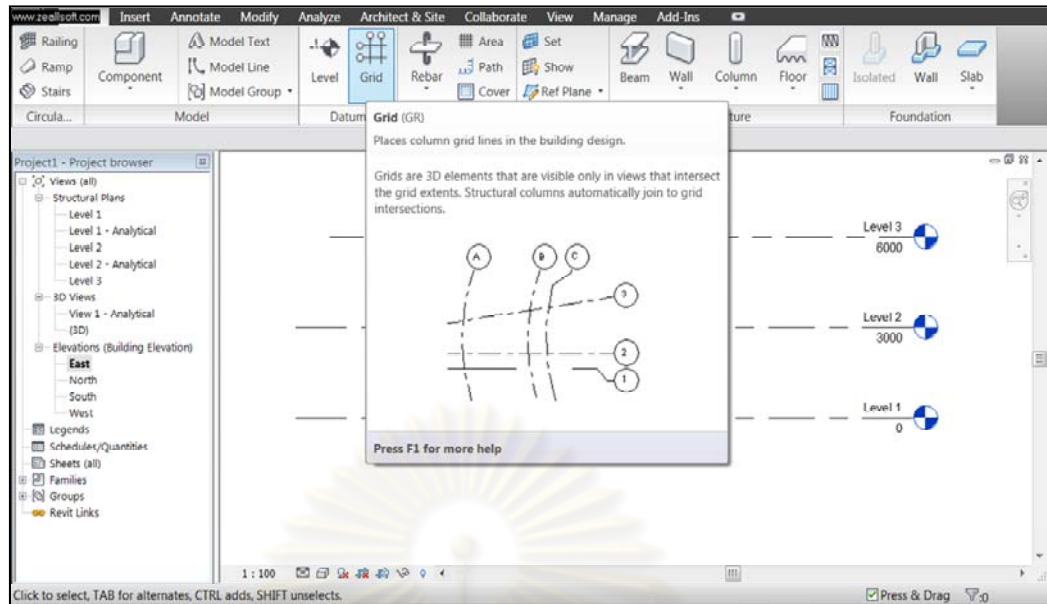 www.zeallsoft.com Insert Annotate Modify Analyze Architect & Site Collaborate View Manage Add-Ins
Railing
Ramp
Stairs
Component
Model Text
Model Line
Model Group
Level
Grid
Rebar
Area
Path
Cover
Set
Show
Ref Plane
Beam
Wall
Column
Floor
Isolated
Wall
Slab
Circula...
Model
Datum
ture
Foundation
Grid (GR)
Places column grid lines in the building design.
Grids are 3D elements that are visible only in views that intersect
the grid extents. Structural columns automatically join to grid
intersections.
A
B
C
3
2
1
Press F1 for more help
Project1 - Project browser
Views (all)
Structural Plans
Level 1
Level 1 - Analytical
Level 2
Level 2 - Analytical
Level 3
3D Views
View 1 - Analytical
(3D)
Elevations (Building Elevation)
East
North
South
West
Legends
Schedules/Quantities
Sheets (all)
Families
Groups
Revit Links
Level 3
6000
Level 2
3000
Level 1
0
1 : 100
Click to select, TAB for alternates, CTRL adds, SHIFT unselects.
Press & Drag
:0